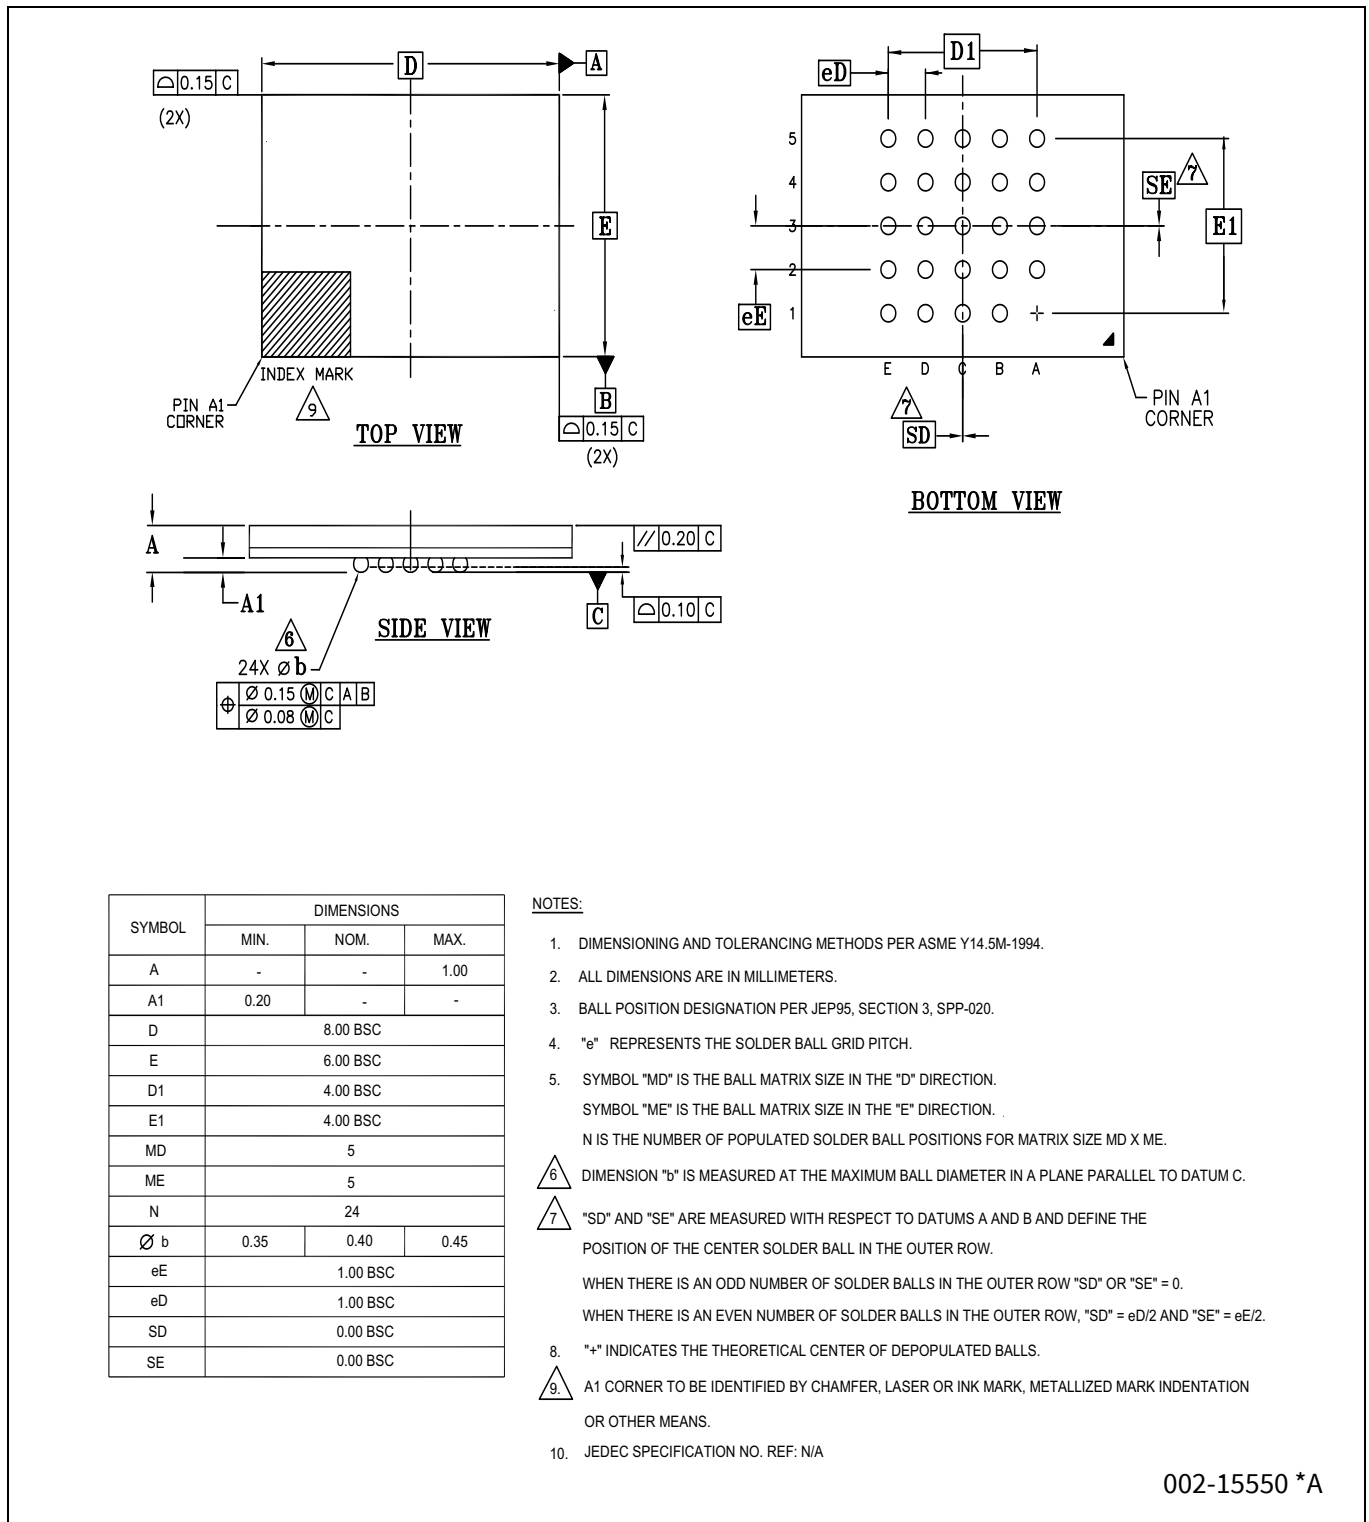 D
A
0.15 C
(2X)
E
INDEX MARK
9
PIN A1
CORNER
B
0.15 C
(2X)
TOP VIEW
D1
eD
5
4
3
2
1
SE
7
E1
eE
E D C B A
7
SD
PIN A1
CORNER
BOTTOM VIEW
A
A1
// 0.20 C
C
0.10 C
SIDE VIEW
6
24X Ø b
⌖ Ø 0.15 Ⓜ C A B
Ø 0.08 Ⓜ C
SYMBOL DIMENSIONS
MIN. NOM. MAX.
A - - 1.00
A1 0.20 - -
D 8.00 BSC
E 6.00 BSC
D1 4.00 BSC
E1 4.00 BSC
MD 5
ME 5
N 24
Ø b 0.35 0.40 0.45
eE 1.00 BSC
eD 1.00 BSC
SD 0.00 BSC
SE 0.00 BSC
NOTES:
1. DIMENSIONING AND TOLERANCING METHODS PER ASME Y14.5M-1994.
2. ALL DIMENSIONS ARE IN MILLIMETERS.
3. BALL POSITION DESIGNATION PER JEP95, SECTION 3, SPP-020.
4. "e" REPRESENTS THE SOLDER BALL GRID PITCH.
5. SYMBOL "MD" IS THE BALL MATRIX SIZE IN THE "D" DIRECTION.
SYMBOL "ME" IS THE BALL MATRIX SIZE IN THE "E" DIRECTION.
N IS THE NUMBER OF POPULATED SOLDER BALL POSITIONS FOR MATRIX SIZE MD X ME.
6 DIMENSION "b" IS MEASURED AT THE MAXIMUM BALL DIAMETER IN A PLANE PARALLEL TO DATUM C.
7 "SD" AND "SE" ARE MEASURED WITH RESPECT TO DATUMS A AND B AND DEFINE THE
POSITION OF THE CENTER SOLDER BALL IN THE OUTER ROW.
WHEN THERE IS AN ODD NUMBER OF SOLDER BALLS IN THE OUTER ROW "SD" OR "SE" = 0.
WHEN THERE IS AN EVEN NUMBER OF SOLDER BALLS IN THE OUTER ROW, "SD" = eD/2 AND "SE" = eE/2.
8. "+" INDICATES THE THEORETICAL CENTER OF DEPOPULATED BALLS.
9. A1 CORNER TO BE IDENTIFIED BY CHAMFER, LASER OR INK MARK, METALLIZED MARK INDENTATION
OR OTHER MEANS.
10. JEDEC SPECIFICATION NO. REF: N/A
002-15550 *A